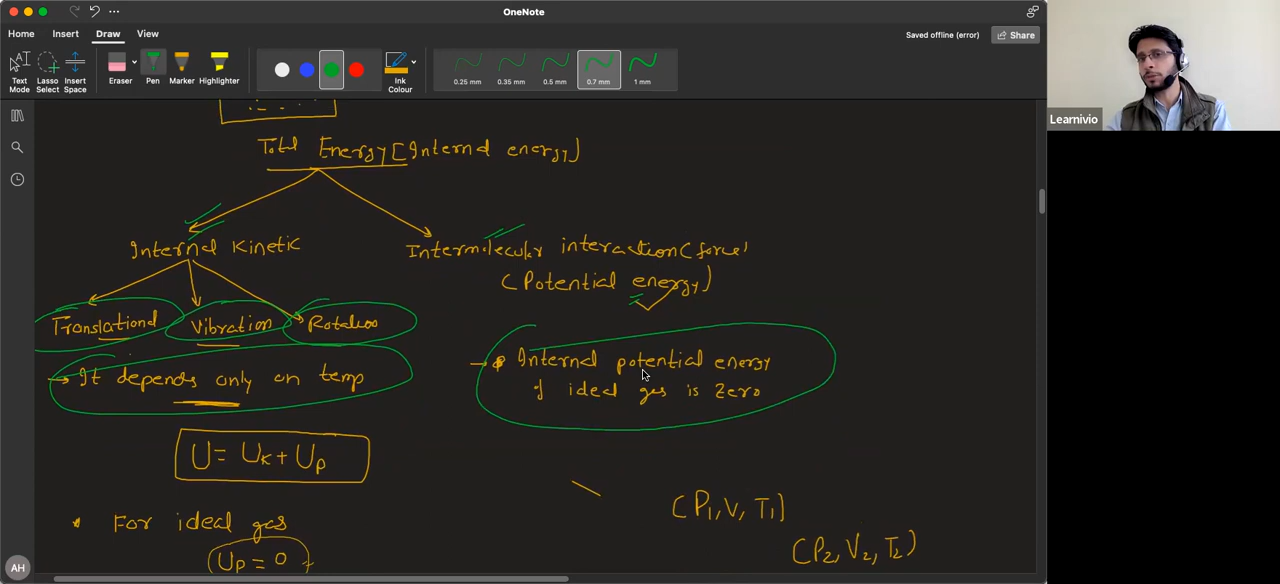 OneNote
Home Insert Draw View
Saved offline (error) Share
Text Mode
Lasso Select
Insert Space
Eraser
Pen
Marker
Highlighter
Ink Colour
0.25 mm
0.35 mm
0.5 mm
0.7 mm
1 mm
Learnivio
Total Energy [Internal energy)
Internal Kinetic
Intermolecular interaction (force)
(Potential energy)
Translational Vibration Rotation
→ It depends only on temp
→ Internal potential energy
of ideal gas is Zero
U = UK + UP
(P1, V, T1)
* For ideal gas
(P2, V2, T2)
UP = 0
AH